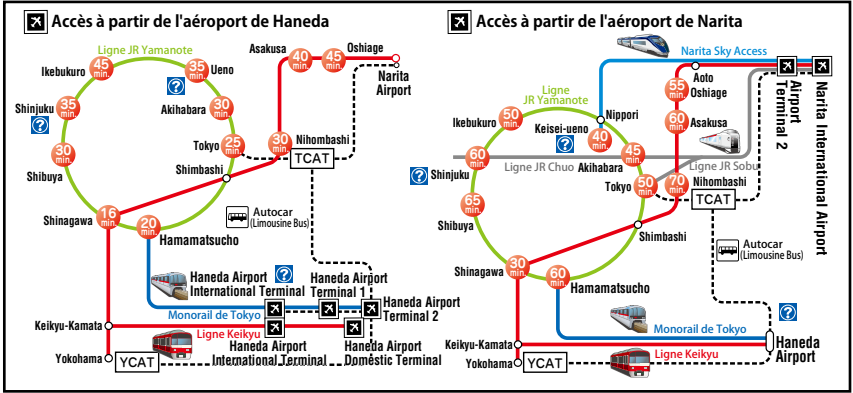 Accès à partir de l'aéroport de Haneda
Ligne JR Yamanote
Ikebukuro
45 min.
35 min.
Ueno
?
Shinjuku
35 min.
?
Akihabara
30 min.
30 min.
Shibuya
Tokyo
25 min.
Asakusa
40 min.
Oshiage
45 min.
Narita
Airport
30 min.
Nihombashi
TCAT
Shimbashi
Shinagawa
16 min.
20 min.
Hamamatsucho
Autocar
(Limousine Bus)
Haneda Airport
International Terminal
?
Haneda Airport
Terminal 1
Haneda Airport
Terminal 2
Monorail de Tokyo
Keikyu-Kamata
Ligne Keikyu
Haneda Airport
International Terminal
Haneda Airport
Domestic Terminal
Yokohama
YCAT
Accès à partir de l'aéroport de Narita
Narita Sky Access
Ligne
JR Yamanote
Aoto
55 min.
Oshiage
60 min.
Asakusa
Airport
Terminal 2
Narita International Airport
Ikebukuro
50 min.
Nippori
Keisei-ueno
40 min.
?
?
Shinjuku
60 min.
Ligne JR Chuo
Akihabara
45 min.
Ligne JR Sobu
Tokyo
50 min.
70 min.
Nihombashi
TCAT
65 min.
Shibuya
Shimbashi
Autocar
(Limousine Bus)
Shinagawa
30 min.
60 min.
Hamamatsucho
?
Monorail de Tokyo
Keikyu-Kamata
Ligne Keikyu
Haneda
Airport
Yokohama
YCAT